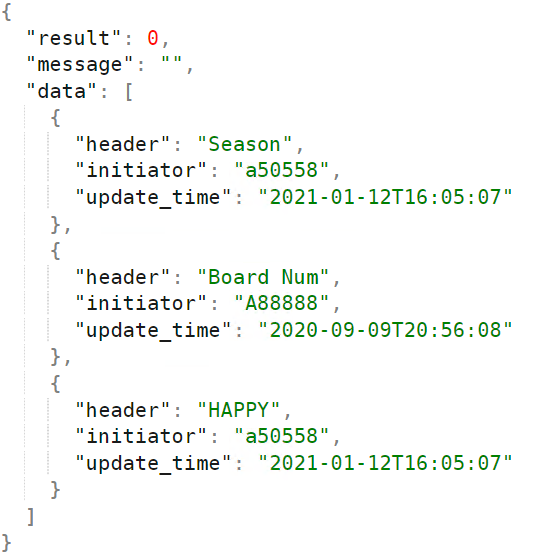 {
  "result": 0,
  "message": "",
  "data": [
    {
      "header": "Season",
      "initiator": "a50558",
      "update_time": "2021-01-12T16:05:07"
    },
    {
      "header": "Board Num",
      "initiator": "A88888",
      "update_time": "2020-09-09T20:56:08"
    },
    {
      "header": "HAPPY",
      "initiator": "a50558",
      "update_time": "2021-01-12T16:05:07"
    }
  ]
}